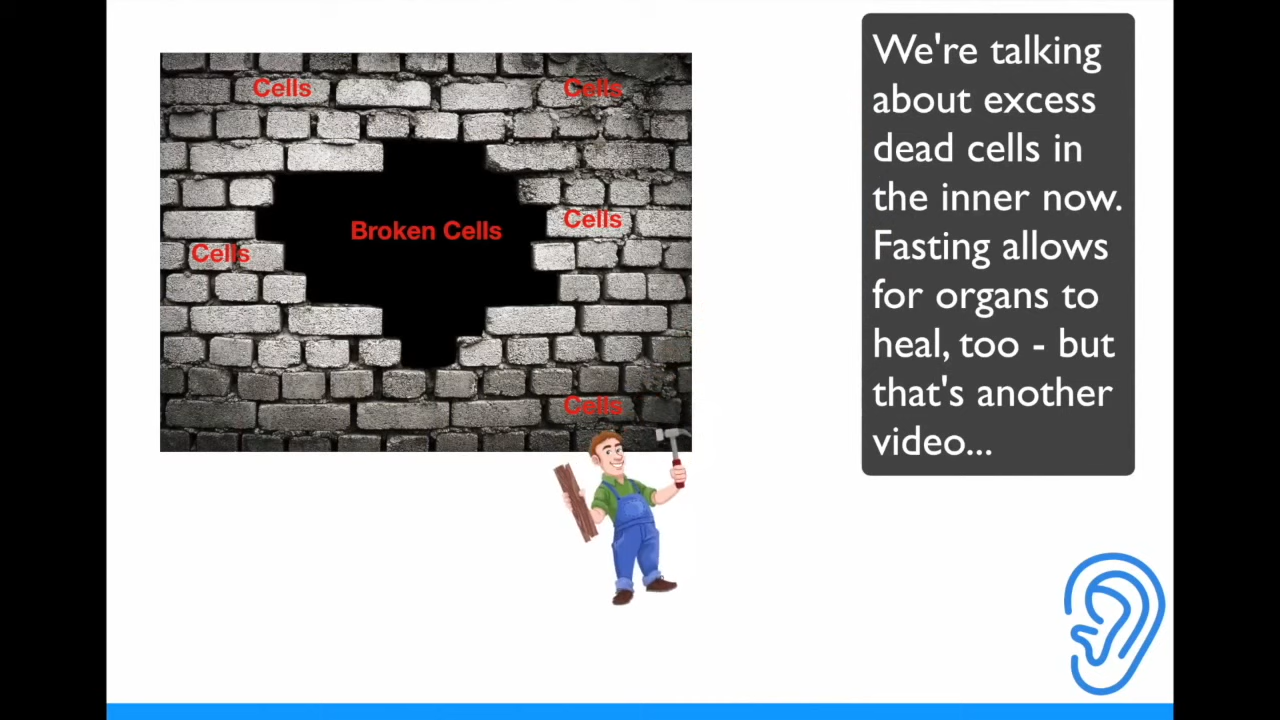 Cells
Cells
Broken Cells
Cells
Cells
Cells
We're talking
about excess
dead cells in
the inner now.
Fasting allows
for organs to
heal, too - but
that's another
video...